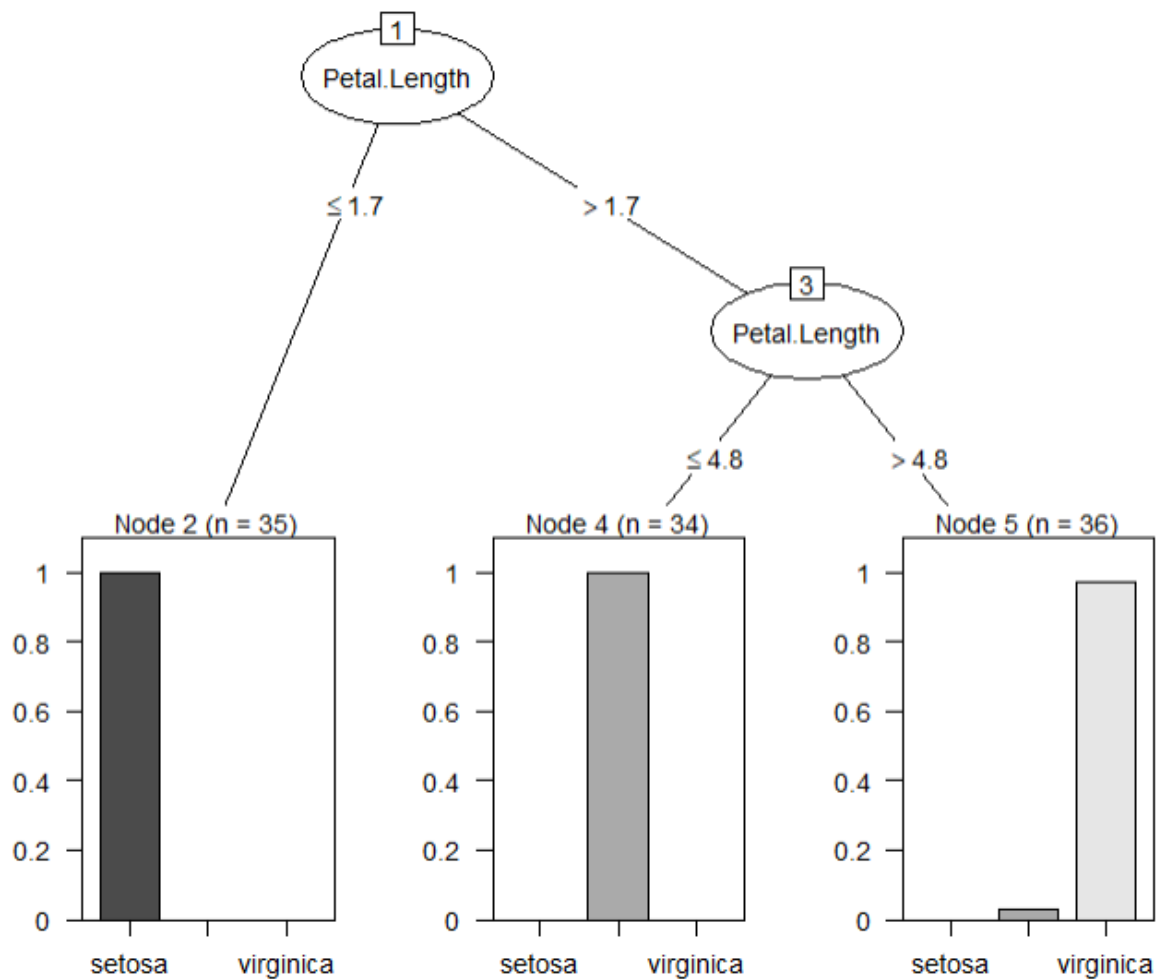 1
Petal.Length
≤ 1.7
> 1.7
3
Petal.Length
≤ 4.8
> 4.8
Node 2 (n = 35)
Node 4 (n = 34)
Node 5 (n = 36)
1
0.8
0.6
0.4
0.2
0
setosa
virginica
1
0.8
0.6
0.4
0.2
0
setosa
virginica
1
0.8
0.6
0.4
0.2
0
setosa
virginica